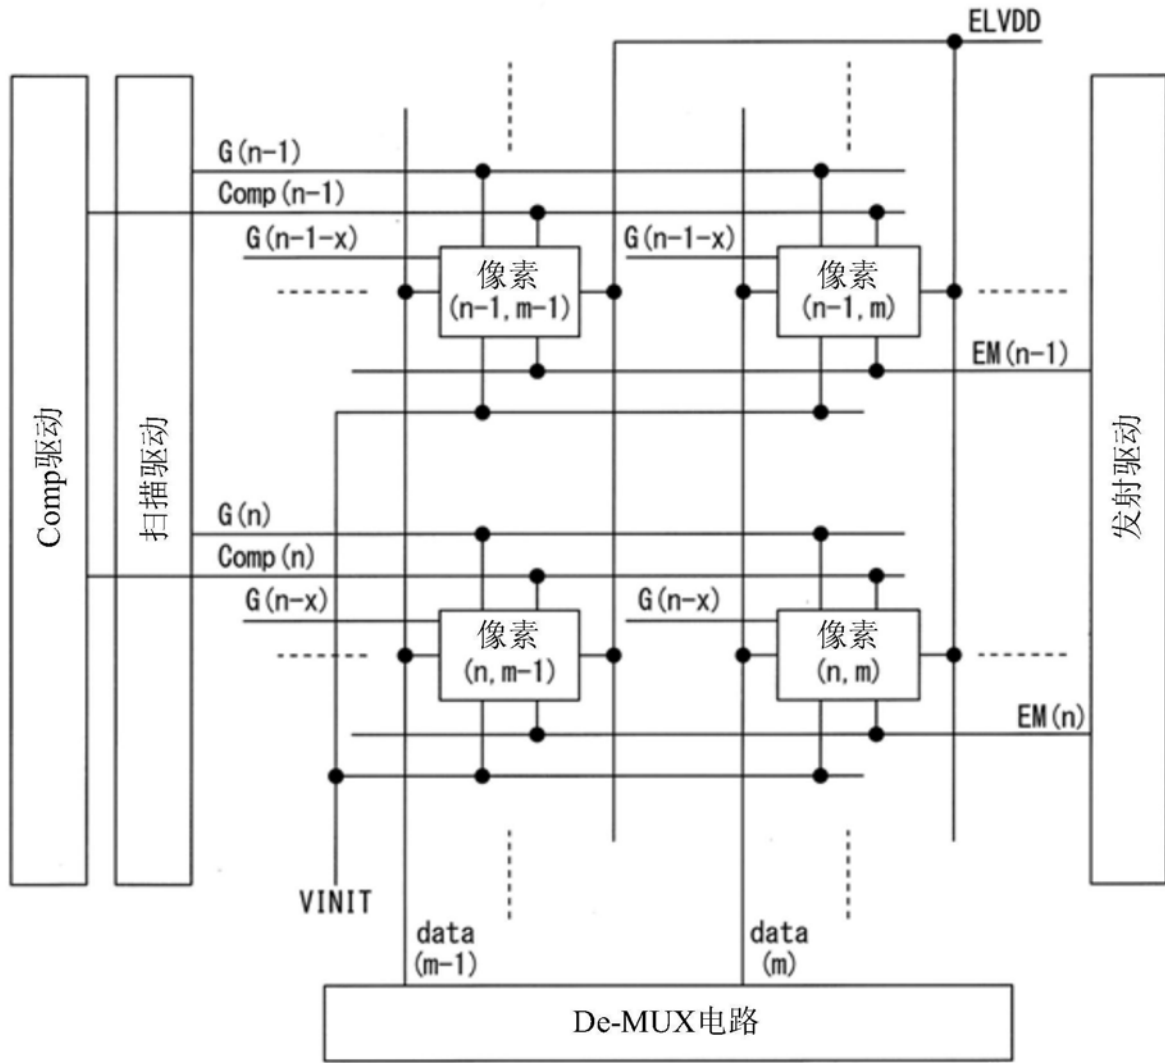 ELVDD
G(n-1)
Comp(n-1)
G(n-1-x)
G(n-1-x)
像素
(n-1,m-1)
像素
(n-1,m)
EM(n-1)
Comp驱动
扫描驱动
发射驱动
G(n)
Comp(n)
G(n-x)
G(n-x)
像素
(n,m-1)
像素
(n,m)
EM(n)
VINIT
data
(m-1)
data
(m)
De-MUX电路